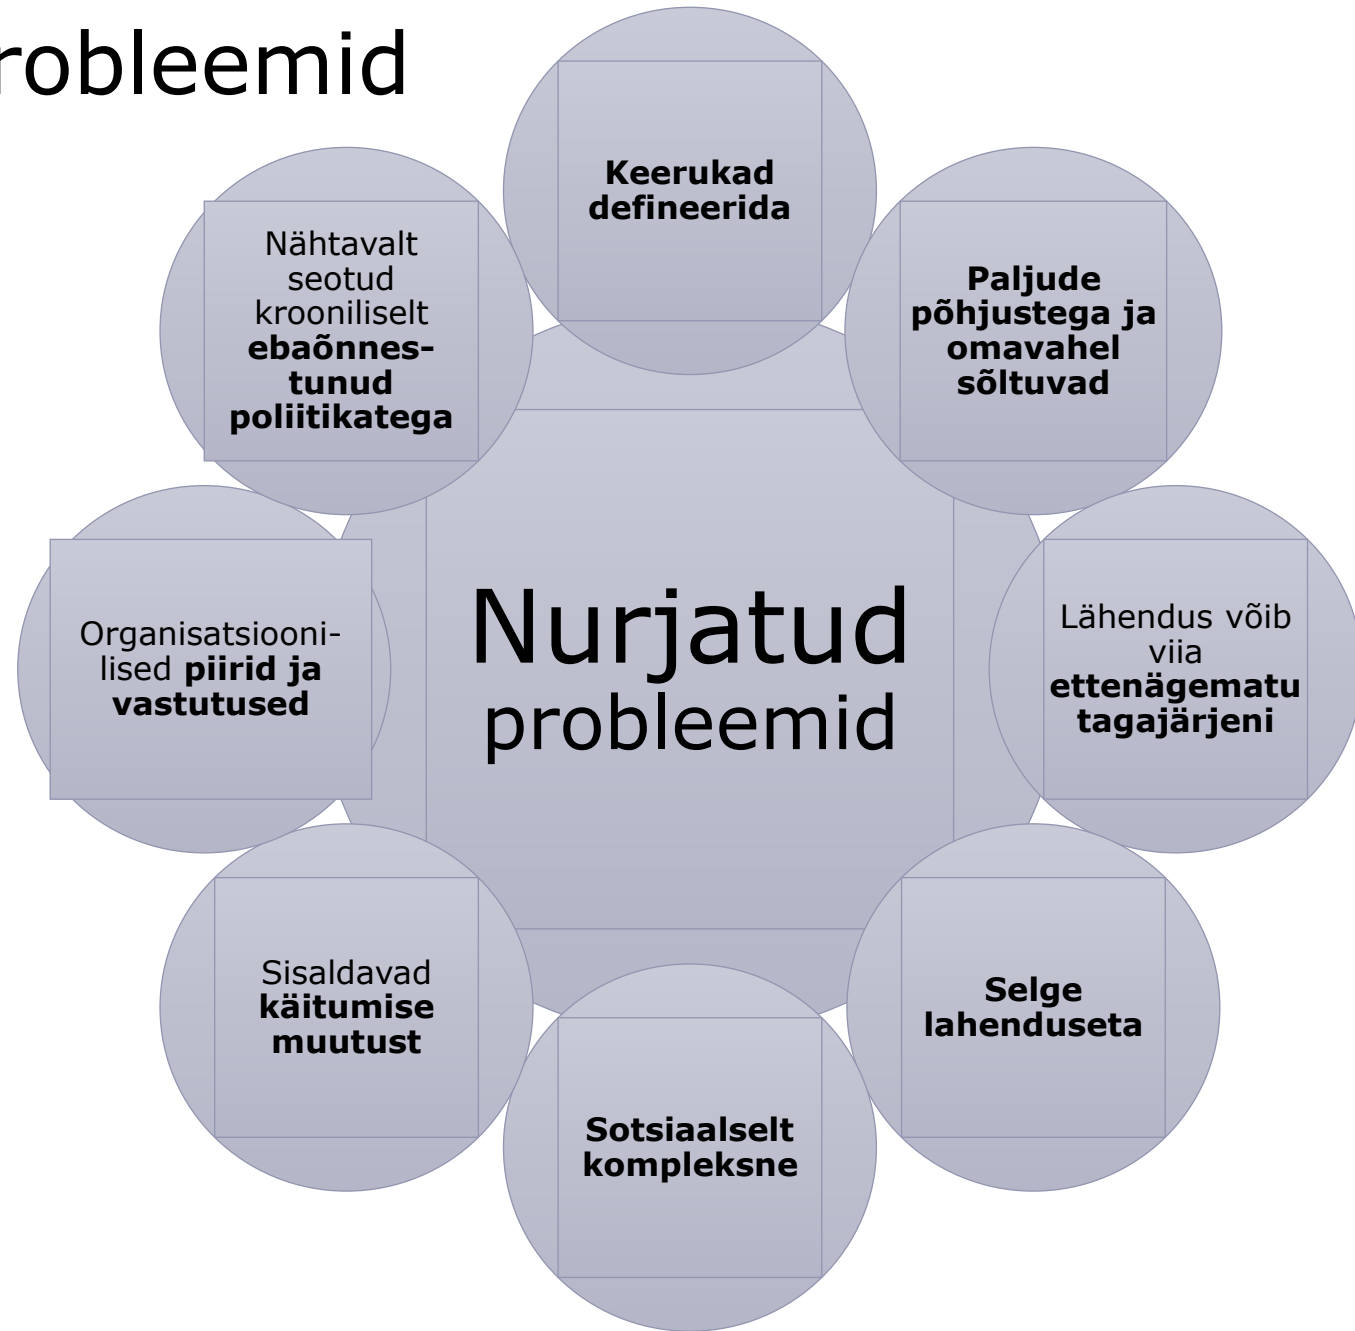 robleemid
Keerukad
defineerida
Paljude
põhjustega ja
omavahel
sõltuvad
Lähendus võib
viia
ettenägematu
tagajärjeni
Selge
lahenduseta
Sotsiaalselt
kompleksne
Sisaldavad
käitumise
muutust
Organisatsiooni-
lised piirid ja
vastutused
Nähtavalt
seotud
krooniliselt
ebaõnnes-
tunud
poliitikatega
Nurjatud
probleemid